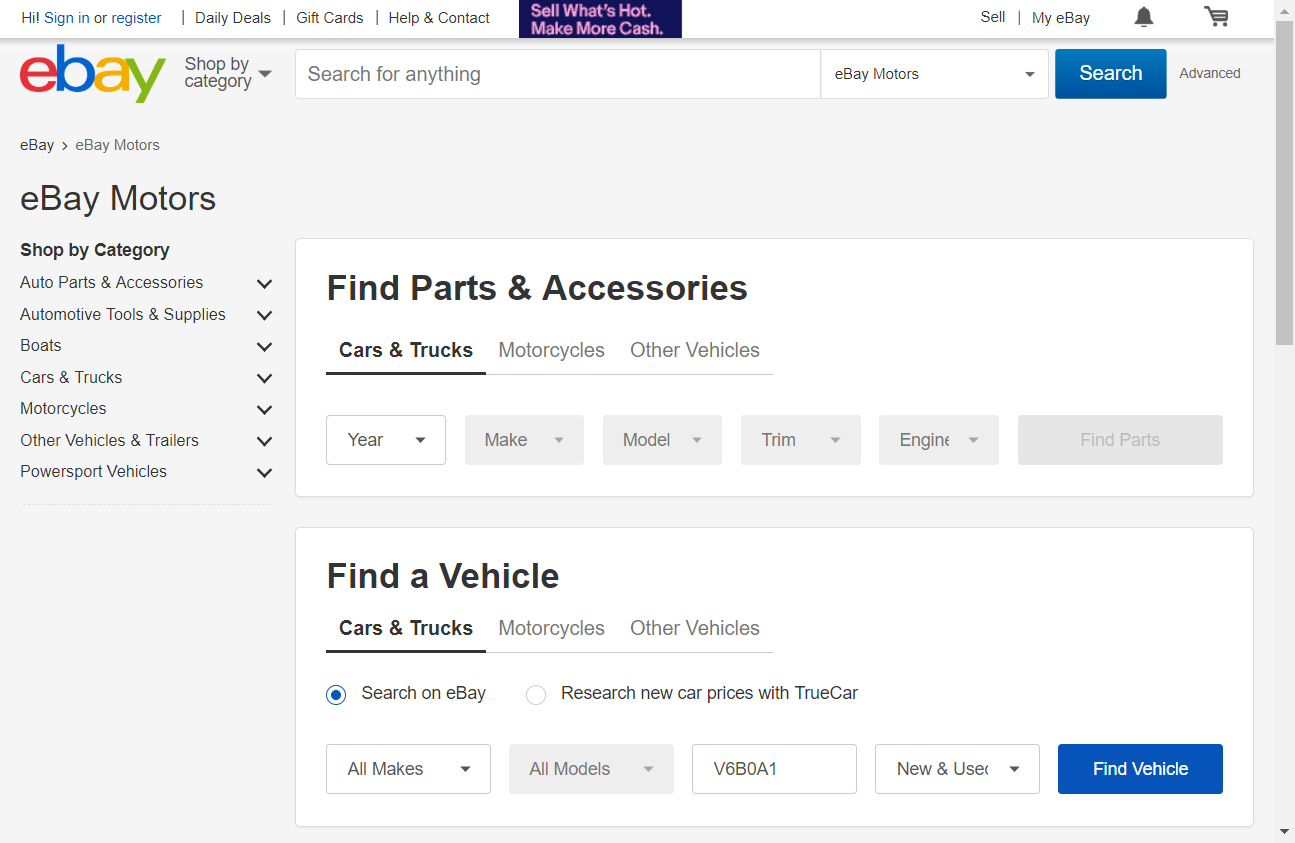 Hi! Sign in or register | Daily Deals | Gift Cards | Help & Contact
Sell What's Hot.
Make More Cash.
Sell | My eBay
ebay
Shop by
category
Search for anything
eBay Motors
Search
Advanced
eBay > eBay Motors
eBay Motors
Shop by Category
Auto Parts & Accessories
Automotive Tools & Supplies
Boats
Cars & Trucks
Motorcycles
Other Vehicles & Trailers
Powersport Vehicles
Find Parts & Accessories
Cars & Trucks Motorcycles Other Vehicles
Year Make Model Trim Engine Find Parts
Find a Vehicle
Cars & Trucks Motorcycles Other Vehicles
Search on eBay Research new car prices with TrueCar
All Makes All Models V6B0A1 New & Used Find Vehicle